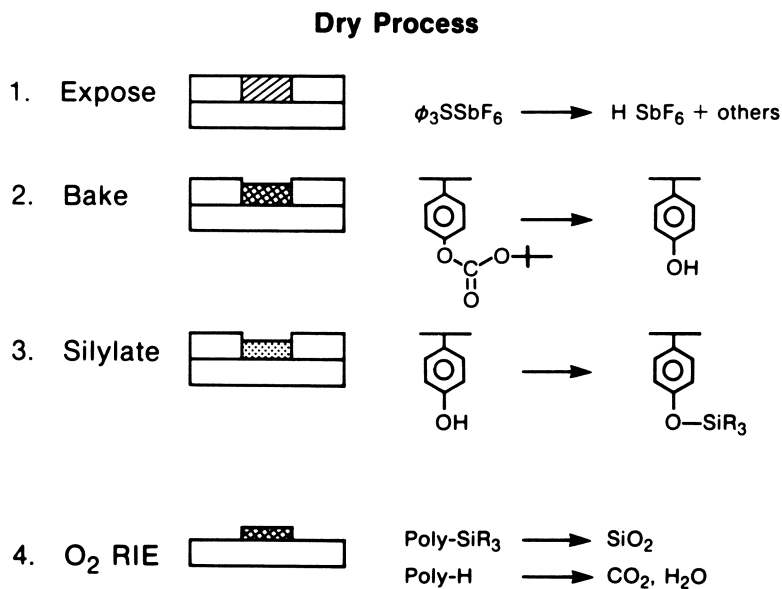 Dry Process
1. Expose
ϕ₃SSbF₆ → H SbF₆ + others
2. Bake
O C O
O
OH
3. Silylate
OH
O—SiR₃
4. O₂ RIE
Poly-SiR₃ → SiO₂
Poly-H → CO₂, H₂O